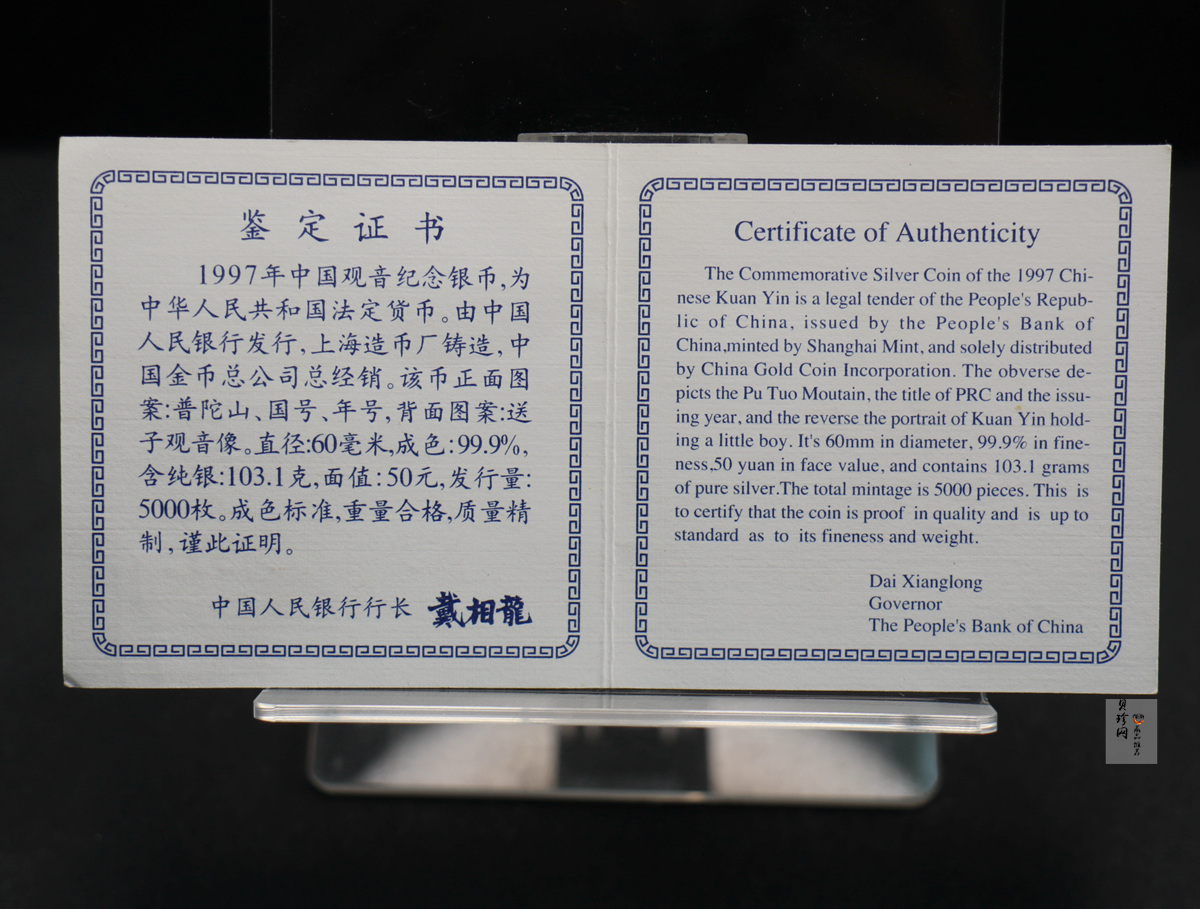 鉴定证书
1997年中国观音纪念银币,为
中华人民共和国法定货币。由中国
人民银行发行,上海造币厂铸造,中
国金币总公司总经销。该币正面图
案:普陀山、国号、年号,背面图案:送
子观音像。直径:60毫米,成色:99.9%,
含纯银:103.1克,面值:50元,发行量:
5000枚。成色标准,重量合格,质量精
制,谨此证明。
中国人民银行行长 戴相龍
Certificate of Authenticity
The Commemorative Silver Coin of the 1997 Chi-
nese Kuan Yin is a legal tender of the People's Repub-
lic of China, issued by the People's Bank of
China,minted by Shanghai Mint, and solely distributed
by China Gold Coin Incorporation. The obverse de-
picts the Pu Tuo Moutain, the title of PRC and the issu-
ing year, and the reverse the portrait of Kuan Yin hold-
ing a little boy. It's 60mm in diameter, 99.9% in fine-
ness,50 yuan in face value, and contains 103.1 grams
of pure silver.The total mintage is 5000 pieces. This is
to certify that the coin is proof in quality and is up to
standard as to its fineness and weight.
Dai Xianglong
Governor
The People's Bank of China
贝珍网